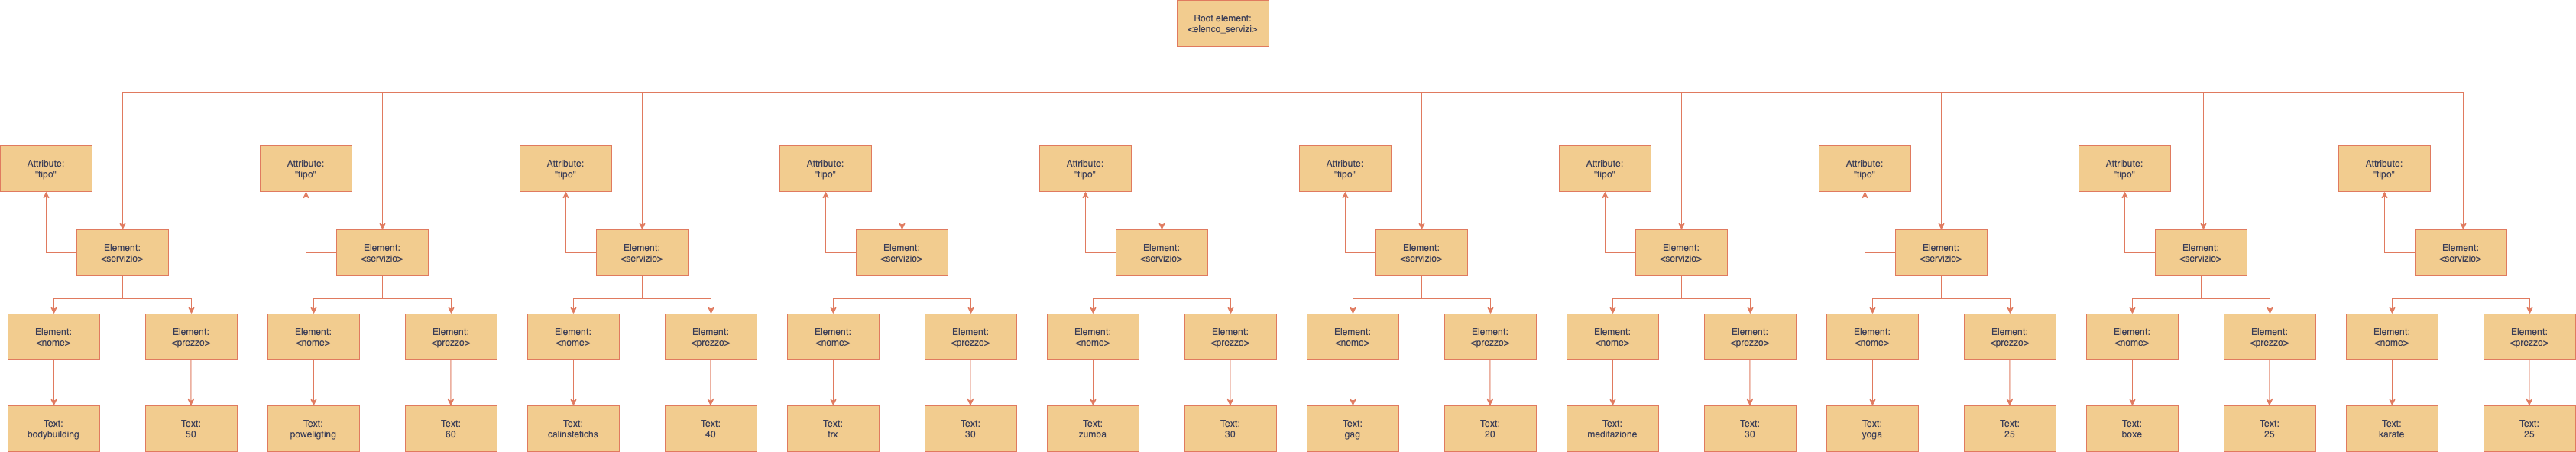 Root element:
<elenco_servizi>
Attribute:
"tipo"
Attribute:
"tipo"
Attribute:
"tipo"
Attribute:
"tipo"
Attribute:
"tipo"
Attribute:
"tipo"
Attribute:
"tipo"
Attribute:
"tipo"
Attribute:
"tipo"
Attribute:
"tipo"
Element:
<servizio>
Element:
<servizio>
Element:
<servizio>
Element:
<servizio>
Element:
<servizio>
Element:
<servizio>
Element:
<servizio>
Element:
<servizio>
Element:
<servizio>
Element:
<servizio>
Element:
<nome>
Element:
<prezzo>
Element:
<nome>
Element:
<prezzo>
Element:
<nome>
Element:
<prezzo>
Element:
<nome>
Element:
<prezzo>
Element:
<nome>
Element:
<prezzo>
Element:
<nome>
Element:
<prezzo>
Element:
<nome>
Element:
<prezzo>
Element:
<nome>
Element:
<prezzo>
Element:
<nome>
Element:
<prezzo>
Element:
<nome>
Element:
<prezzo>
Text:
bodybuilding
Text:
50
Text:
poweligting
Text:
60
Text:
calinstetichs
Text:
40
Text:
trx
Text:
30
Text:
zumba
Text:
30
Text:
gag
Text:
20
Text:
meditazione
Text:
30
Text:
yoga
Text:
25
Text:
boxe
Text:
25
Text:
karate
Text:
25